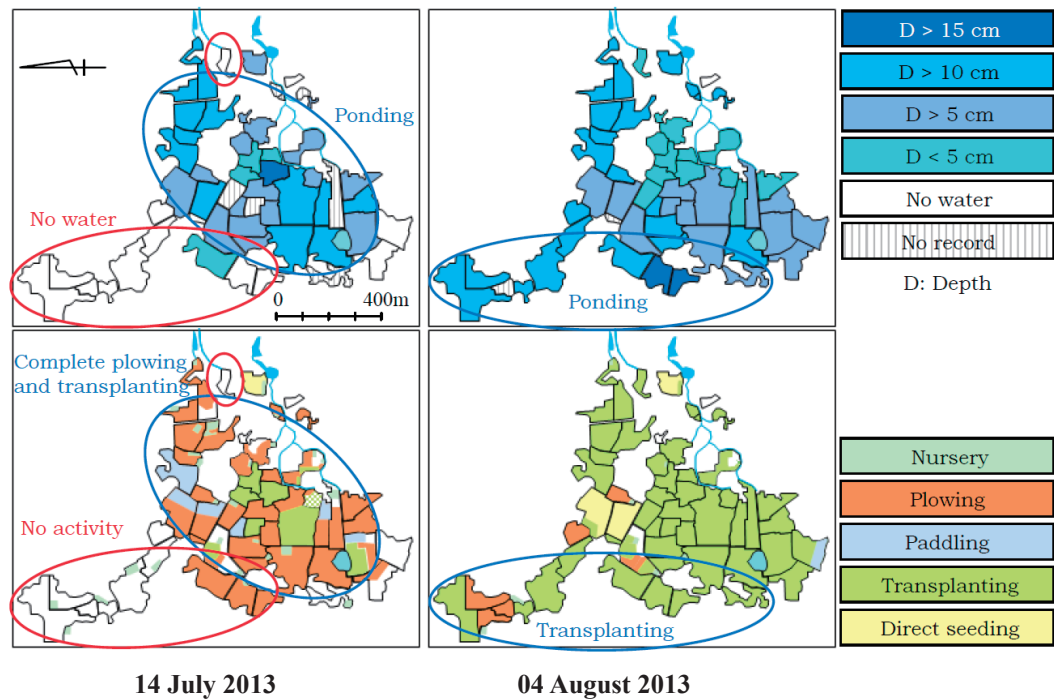 Ponding
No water
0
400m
Ponding
D > 15 cm
D > 10 cm
D > 5 cm
D < 5 cm
No water
No record
D: Depth
Complete plowing
and transplanting
No activity
Transplanting
Nursery
Plowing
Paddling
Transplanting
Direct seeding
14 July 2013
04 August 2013